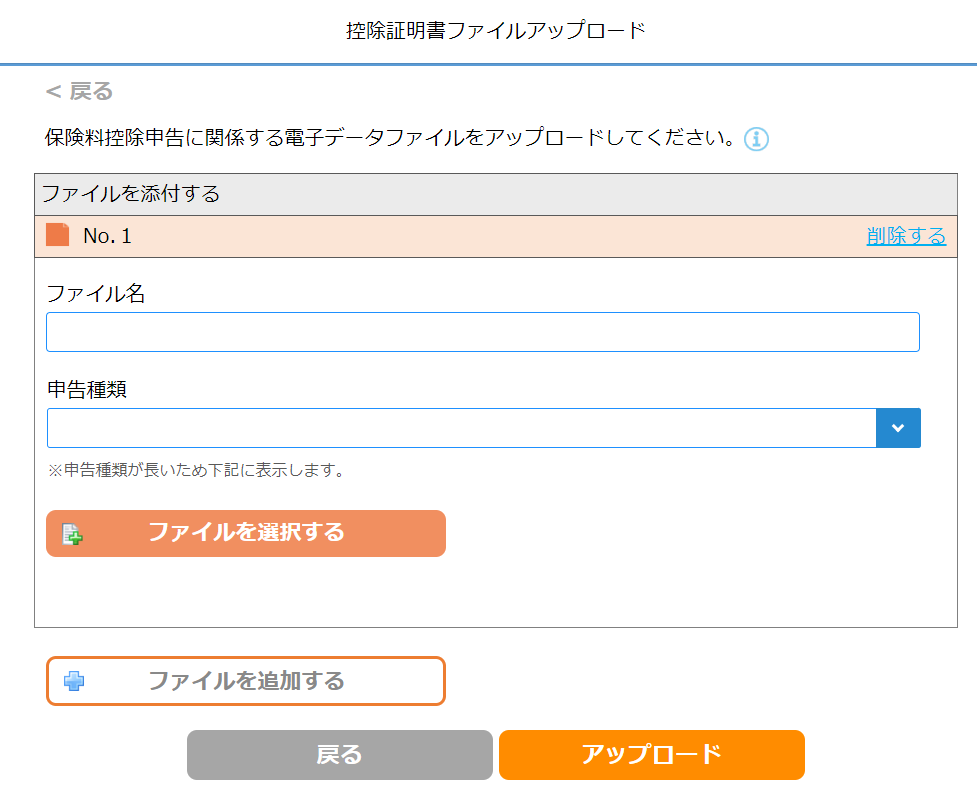 控除証明書ファイルアップロード
< 戻る
保険料控除申告に関係する電子データファイルをアップロードしてください。
ファイルを添付する
No. 1 削除する
ファイル名
申告種類
※申告種類が長いため下記に表示します。
ファイルを選択する
ファイルを追加する
戻る アップロード